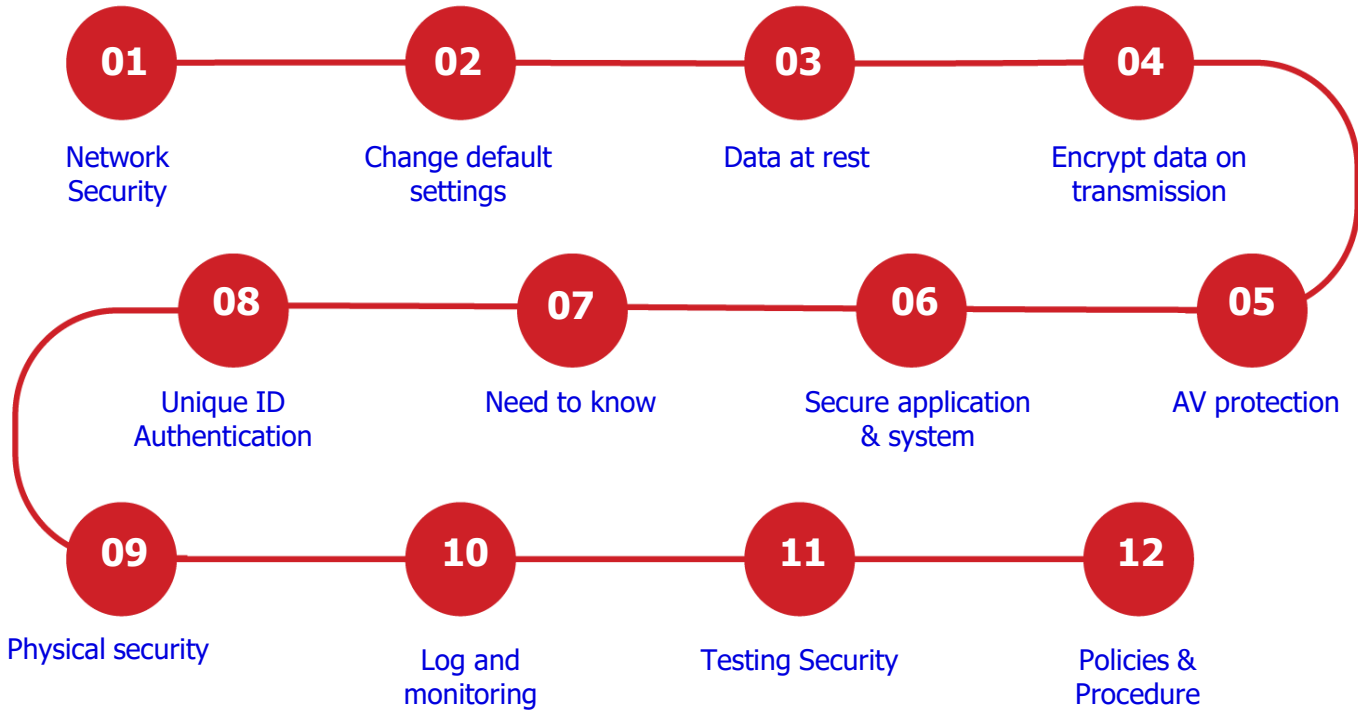 01
02
03
04
Network
Security
Change default
settings
Data at rest
Encrypt data on
transmission
08
07
06
05
Unique ID
Authentication
Need to know
Secure application
& system
AV protection
09
10
11
12
Physical security
Log and
monitoring
Testing Security
Policies &
Procedure